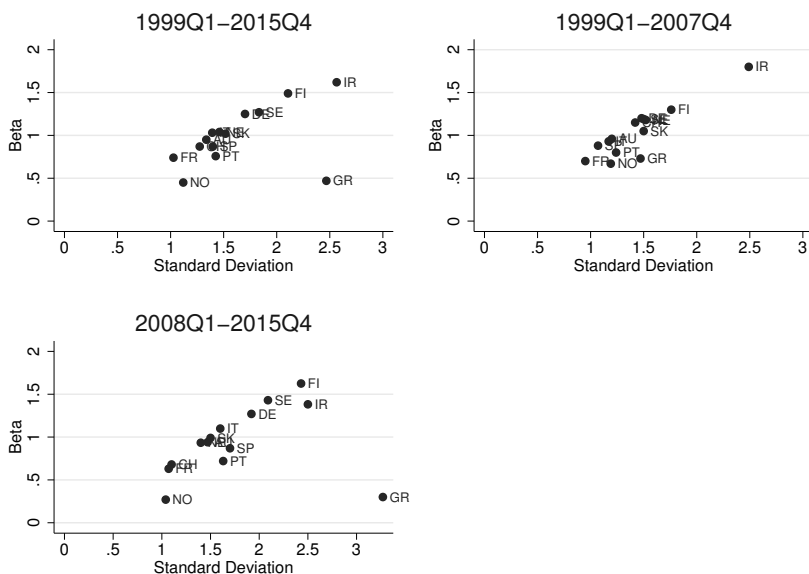 1999Q1−2015Q4
2
1.5
1
.5
0
Beta
IR
FI
SE
DE
SK
AU
SP
PT
FR
NO
GR
0 1 1.5 2 2.5 3
Standard Deviation
1999Q1−2007Q4
2
1.5
1
.5
0
Beta
IR
FI
SK
AU
PT
GR
FR
NO
0 1 1.5 2 2.5 3
Standard Deviation
2008Q1−2015Q4
2
1.5
1
.5
0
Beta
FI
SE
IR
DE
IT
SK
SP
PT
CH
FR
NO
GR
0 .5 1 1.5 2 2.5 3
Standard Deviation